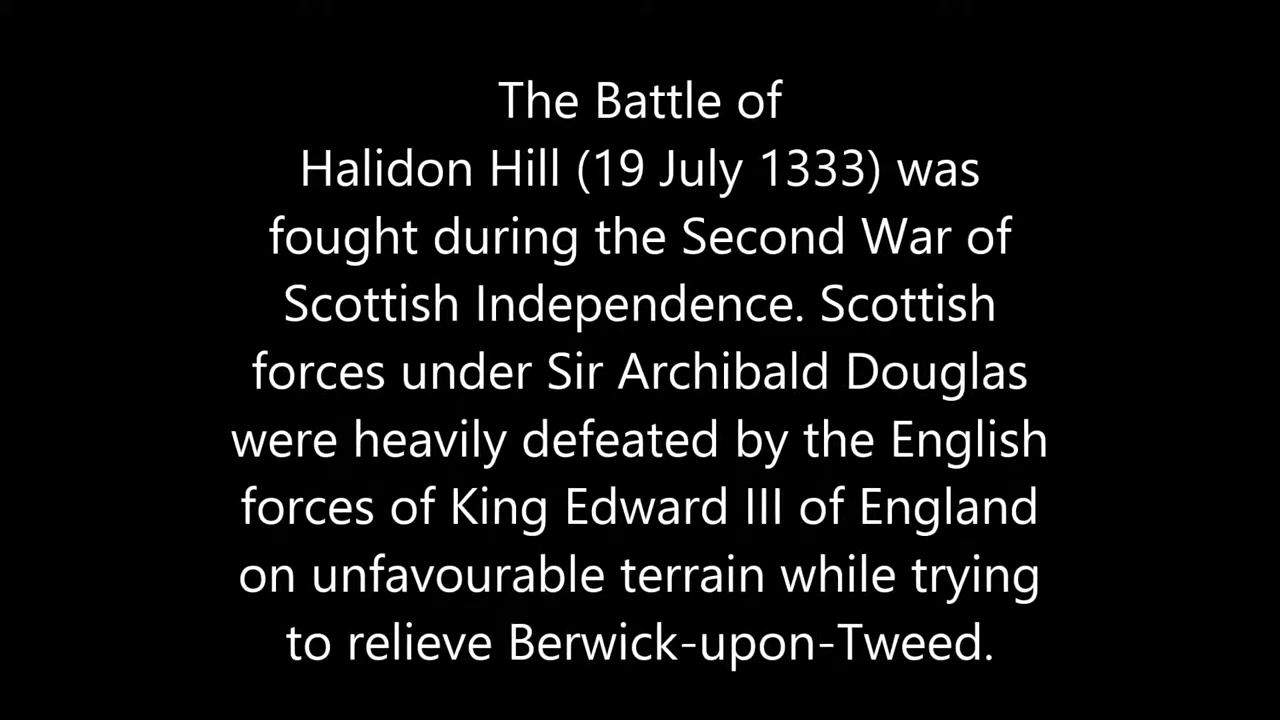 The Battle of
Halidon Hill (19 July 1333) was
fought during the Second War of
Scottish Independence. Scottish
forces under Sir Archibald Douglas
were heavily defeated by the English
forces of King Edward III of England
on unfavourable terrain while trying
to relieve Berwick-upon-Tweed.